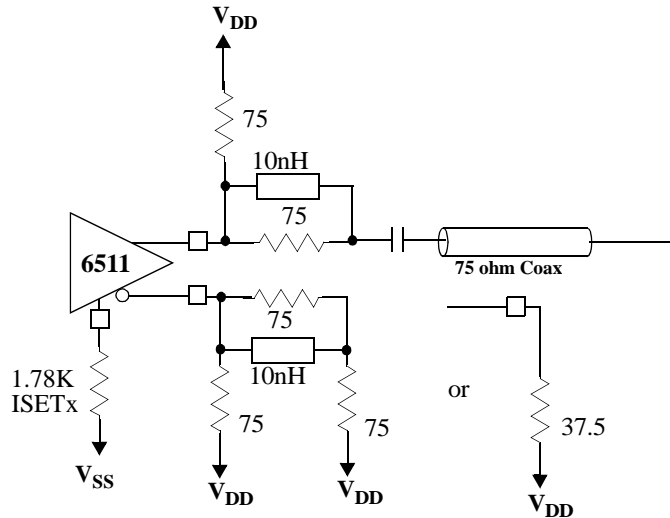 VDD
75
10nH
75
6511
75 ohm Coax
75
10nH
1.78K
ISETx
75
75
or
37.5
VSS
VDD
VDD
VDD